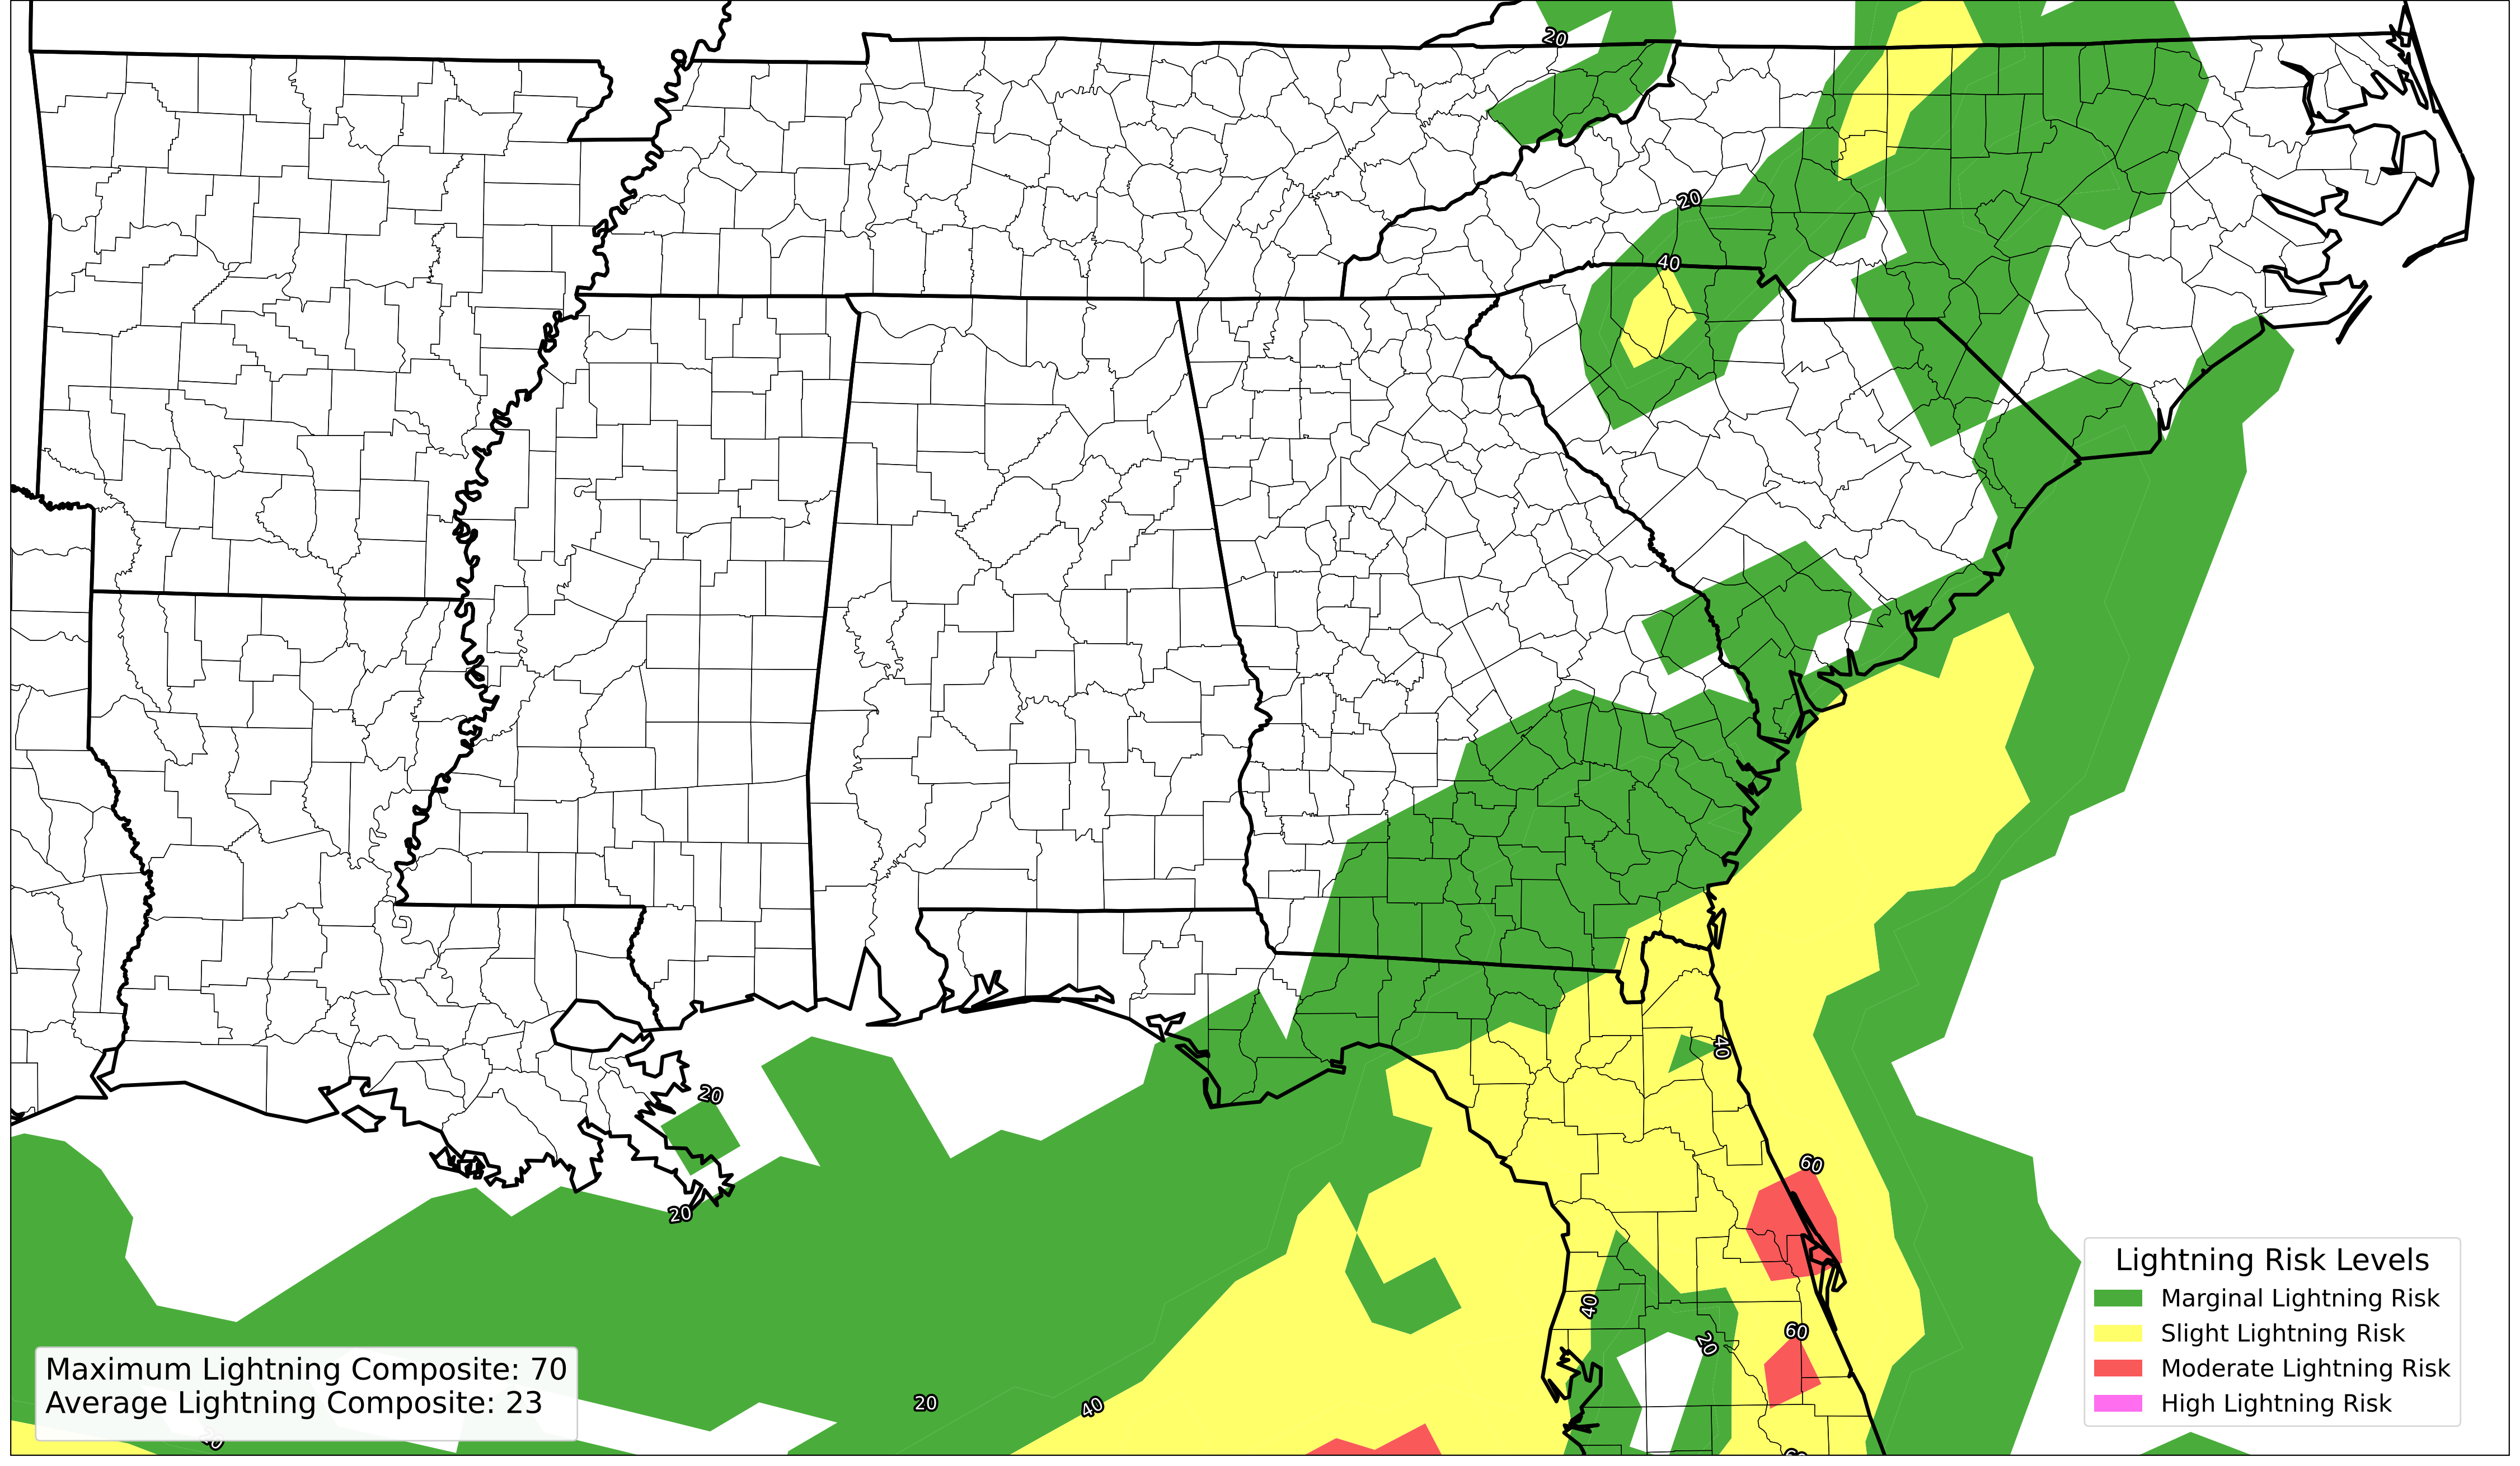 20
20
40
40
60
20
20
Lightning Risk Levels
Marginal Lightning Risk
Slight Lightning Risk
Moderate Lightning Risk
High Lightning Risk
40
60
20
Maximum Lightning Composite: 70
Average Lightning Composite: 23
20
40